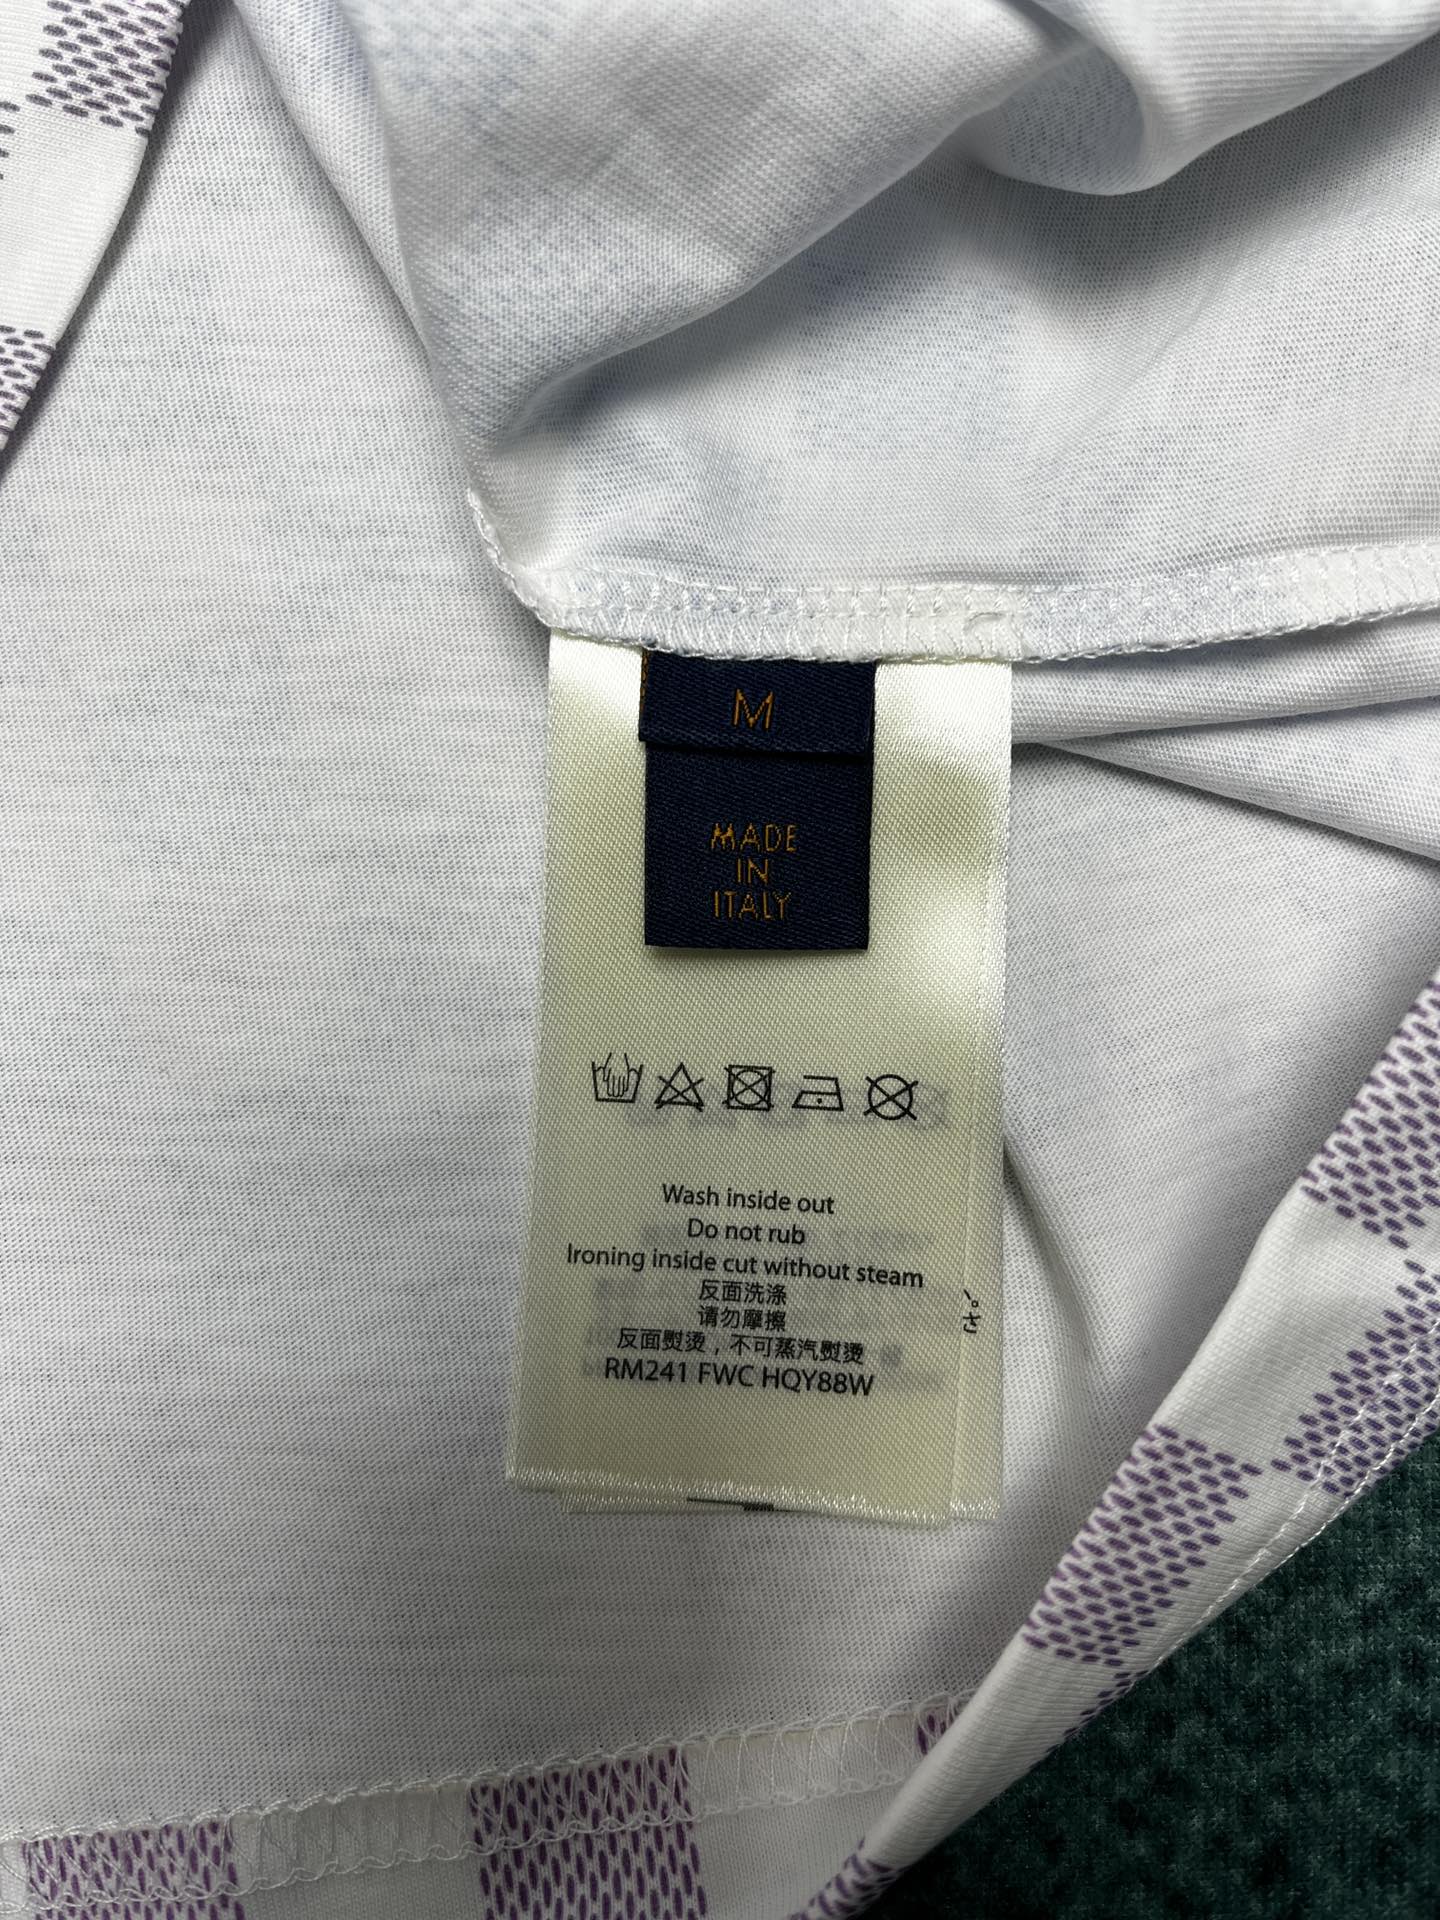 M
MADE
IN
ITALY
Wash inside out
Do not rub
Ironing inside cut without steam
反面洗涤
请勿摩擦
反面熨烫，不可蒸汽熨烫
RM241 FWC HQY88W
さ